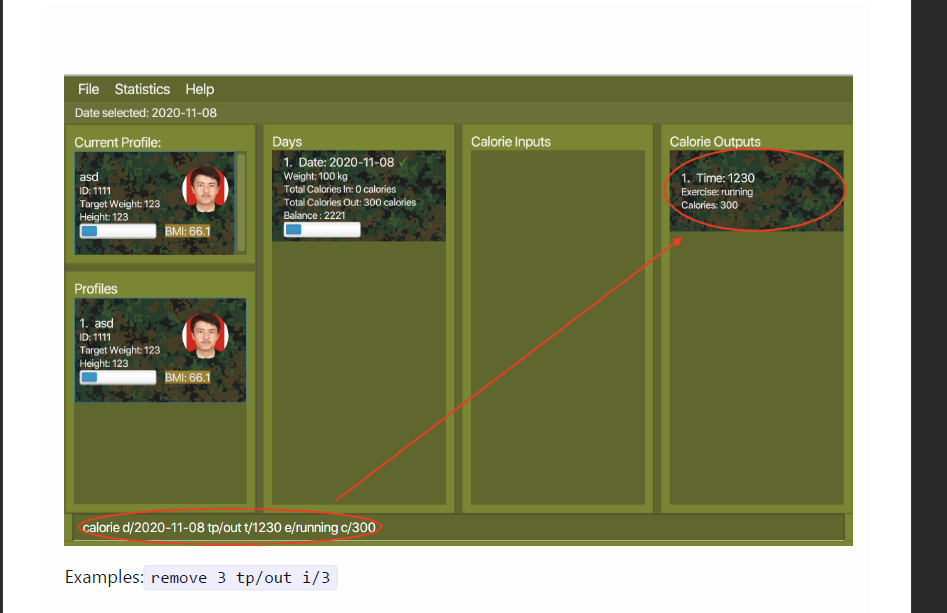 File Statistics Help
Date selected: 2020-11-08
Current Profile:
asd
ID: 1111
Target Weight: 123
Height: 123
BMI: 66.1
Profiles
1. asd
ID: 1111
Target Weight: 123
Height: 123
BMI: 66.1
Days
1. Date: 2020-11-08 ✓
Weight: 100 kg
Total Calories In: 0 calories
Total Calories Out: 300 calories
Balance : 2221
Calorie Inputs
Calorie Outputs
1. Time: 1230
Exercise: running
Calories: 300
calorie d/2020-11-08 tp/out t/1230 e/running c/300
Examples: remove 3 tp/out i/3